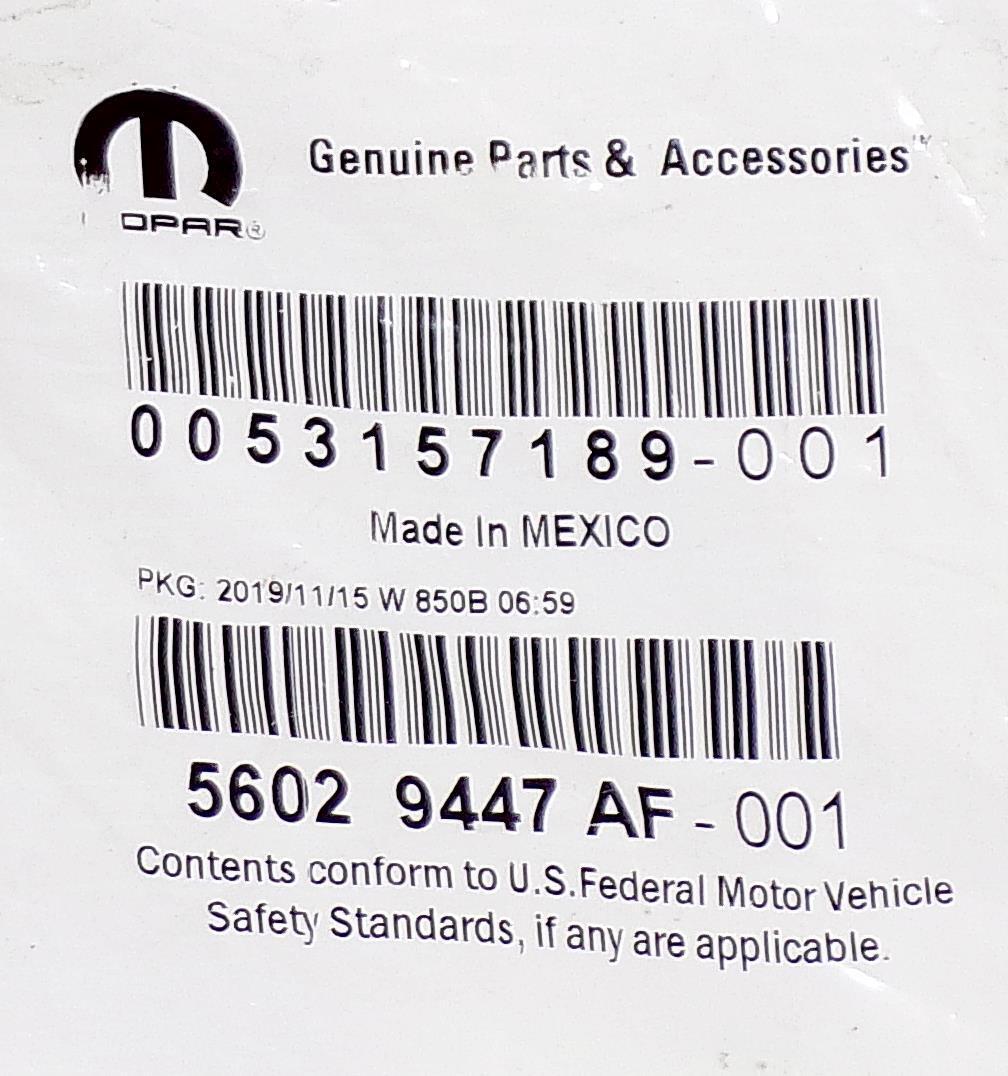 Genuine Parts & Accessories™
MOPAR®
0053157189-001
Made In MEXICO
PKG: 2019/11/15 W 850B 06:59
5602 9447 AF-001
Contents conform to U.S.Federal Motor Vehicle
Safety Standards, if any are applicable.